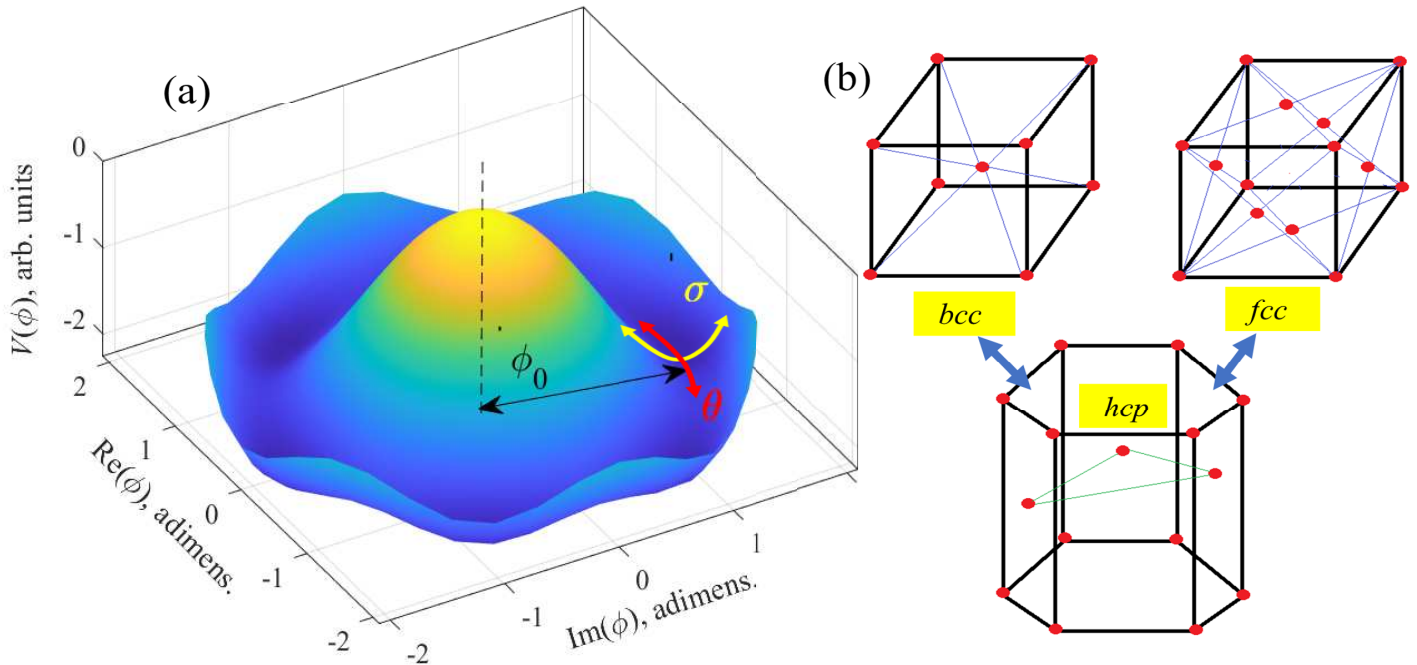 (a)
0
-1
-2
V(ϕ), arb. units
2
1
0
-1
-2
Re(ϕ), adimens.
-2
-1
0
1
Im(ϕ), adimens.
σ
ϕ0
θ
(b)
bcc
fcc
hcp